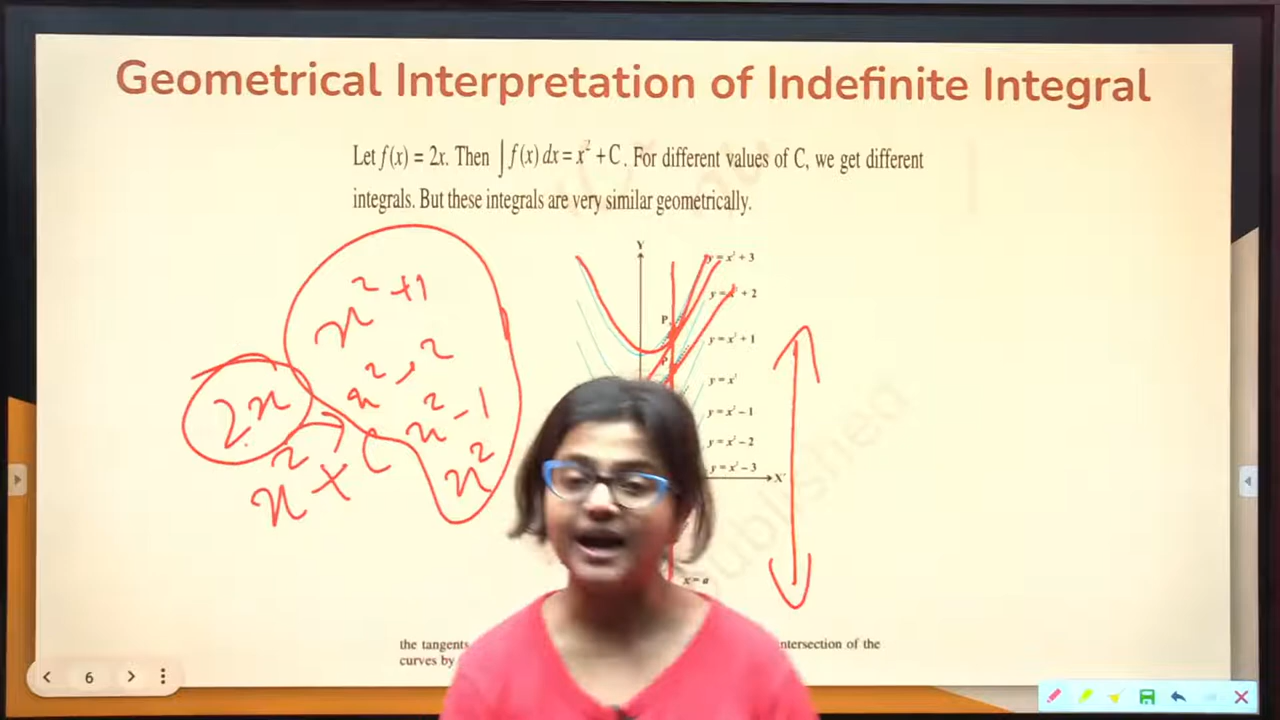 Geometrical Interpretation of Indefinite Integral
Let f(x) = 2x. Then ∫ f(x) dx = x² + C. For different values of C, we get different
integrals. But these integrals are very similar geometrically.
Y
y = x² + 3
y = x² + 2
P
y = x² + 1
y = x²
y = x² – 1
y = x² – 2
y = x² – 3
X
x = a
x² + 1
x², 2
x² – 1
x²
2x
x² + C
the tangents
ntersection of the
curves by
published
6